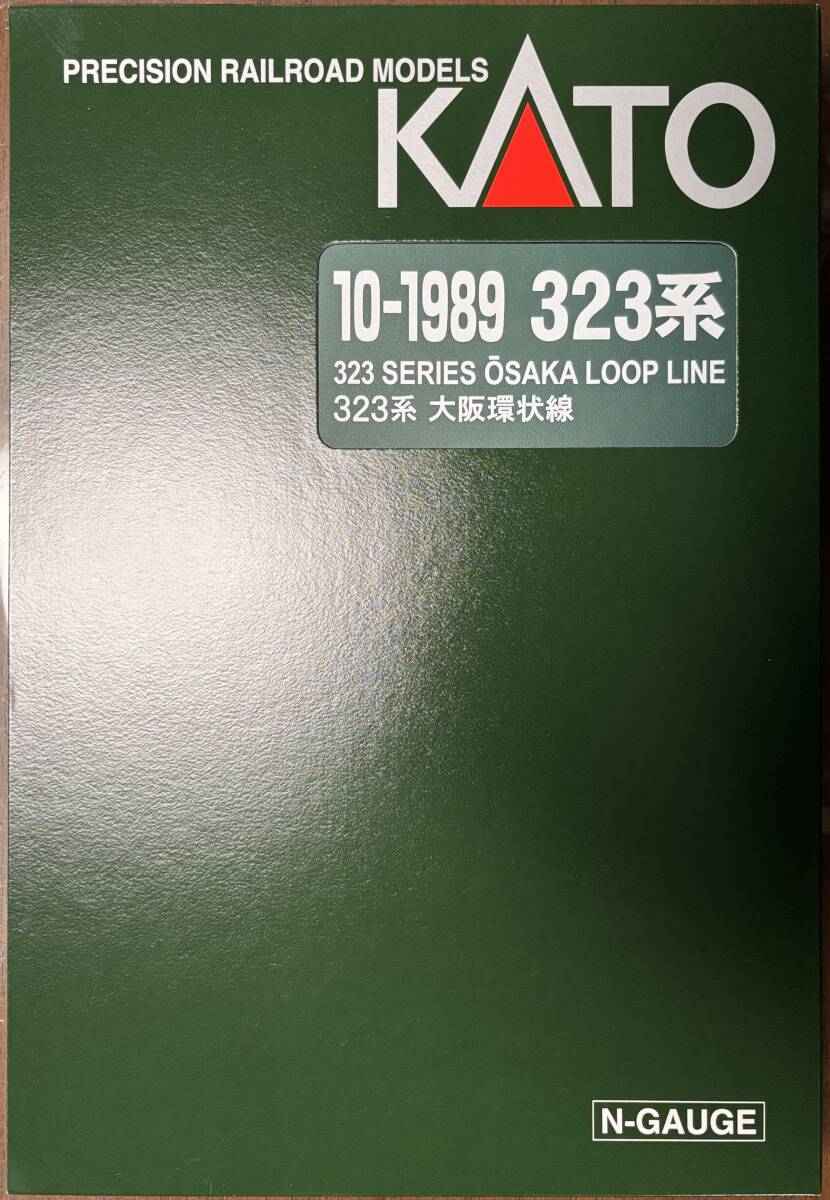 PRECISION RAILROAD MODELS
KATO
10-1989 323系
323 SERIES ŌSAKA LOOP LINE
323系 大阪環状線
N-GAUGE